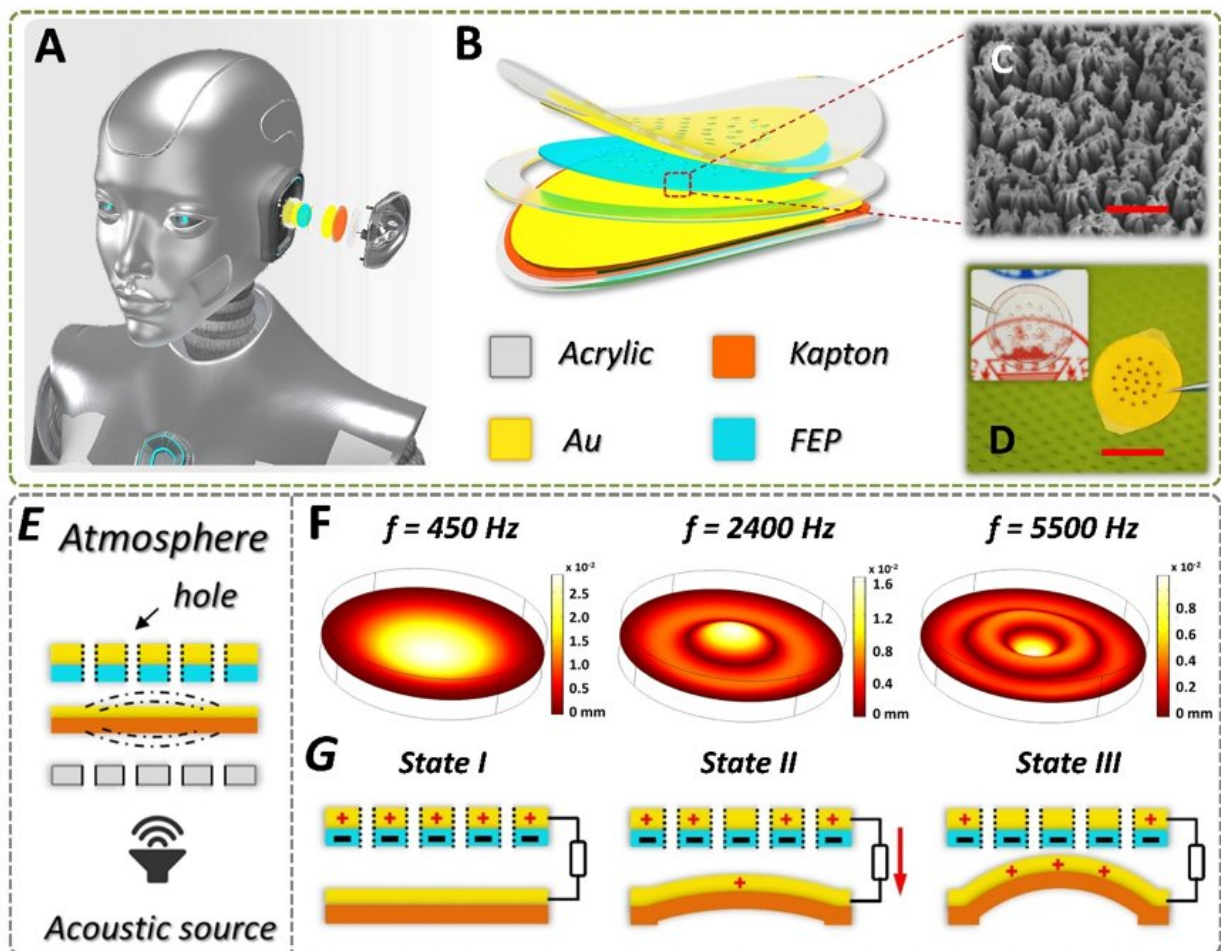 A
B
C
D
Acrylic
Kapton
Au
FEP
E
Atmosphere
hole
Acoustic source
F
f = 450 Hz
f = 2400 Hz
f = 5500 Hz
x 10⁻²
2.5
2.0
1.5
1.0
0.5
0 mm
x 10⁻²
1.6
1.2
0.8
0.4
0 mm
x 10⁻²
0.8
0.6
0.4
0.2
0 mm
G
State I
State II
State III
+ + + + +
− − − − −
+ + + +
− − − − −
+
+ +
− − − − −
+ + +